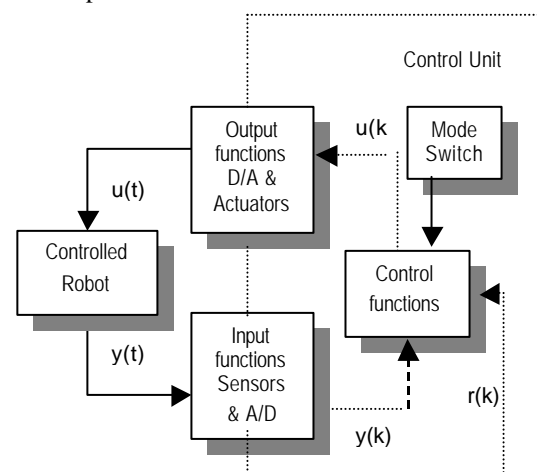 Control Unit
Output
functions
D/A &
Actuators
u(k
Mode
Switch
u(t)
Controlled
Robot
Control
functions
y(t)
Input
functions
Sensors
& A/D
r(k)
y(k)